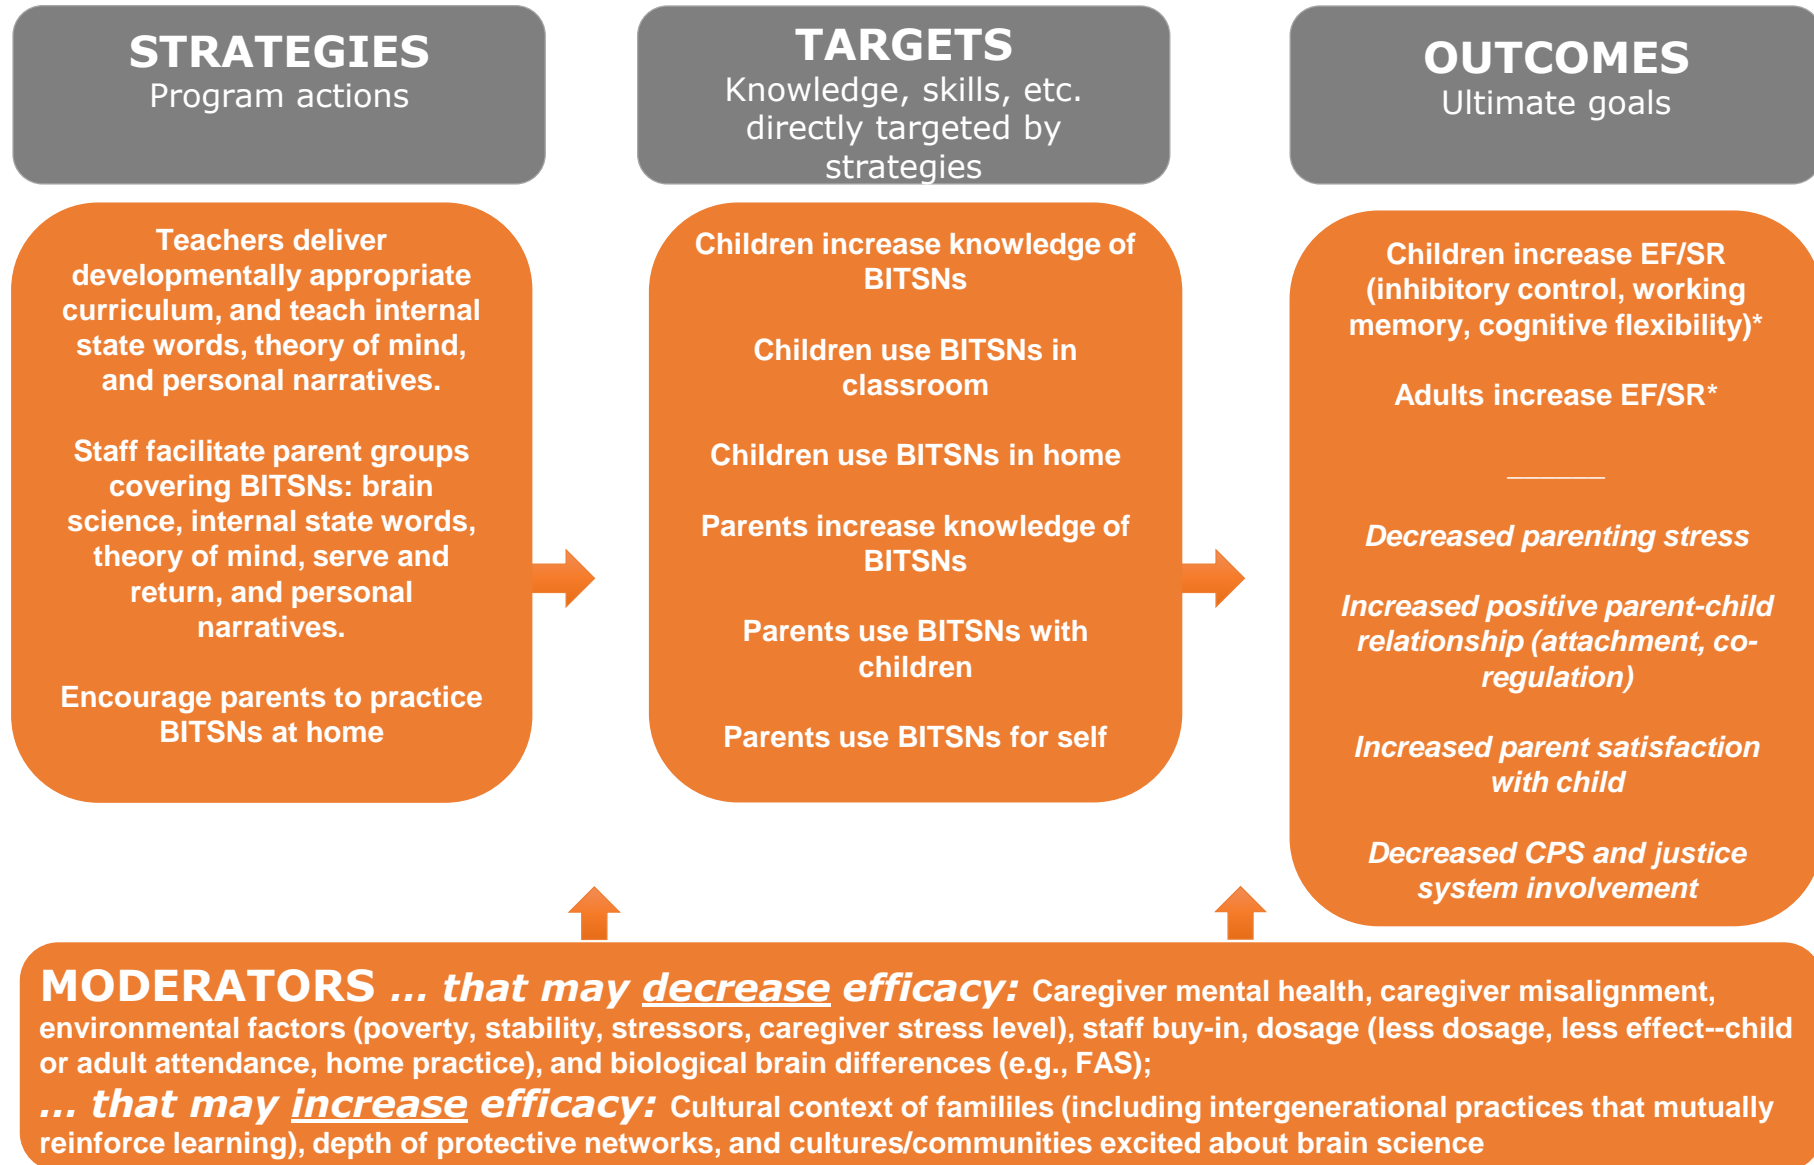 STRATEGIES
Program actions
TARGETS
Knowledge, skills, etc.
directly targeted by
strategies
OUTCOMES
Ultimate goals
Teachers deliver
developmentally appropriate
curriculum, and teach internal
state words, theory of mind,
and personal narratives.
Staff facilitate parent groups
covering BITSNs: brain
science, internal state words,
theory of mind, serve and
return, and personal
narratives.
Encourage parents to practice
BITSNs at home
Children increase knowledge of
BITSNs
Children use BITSNs in
classroom
Children use BITSNs in home
Parents increase knowledge of
BITSNs
Parents use BITSNs with
children
Parents use BITSNs for self
Children increase EF/SR
(inhibitory control, working
memory, cognitive flexibility)*
Adults increase EF/SR*
______
Decreased parenting stress
Increased positive parent-child
relationship (attachment, co-
regulation)
Increased parent satisfaction
with child
Decreased CPS and justice
system involvement
MODERATORS ... that may decrease efficacy: Caregiver mental health, caregiver misalignment,
environmental factors (poverty, stability, stressors, caregiver stress level), staff buy-in, dosage (less dosage, less effect--child
or adult attendance, home practice), and biological brain differences (e.g., FAS);
... that may increase efficacy: Cultural context of famililes (including intergenerational practices that mutually
reinforce learning), depth of protective networks, and cultures/communities excited about brain science